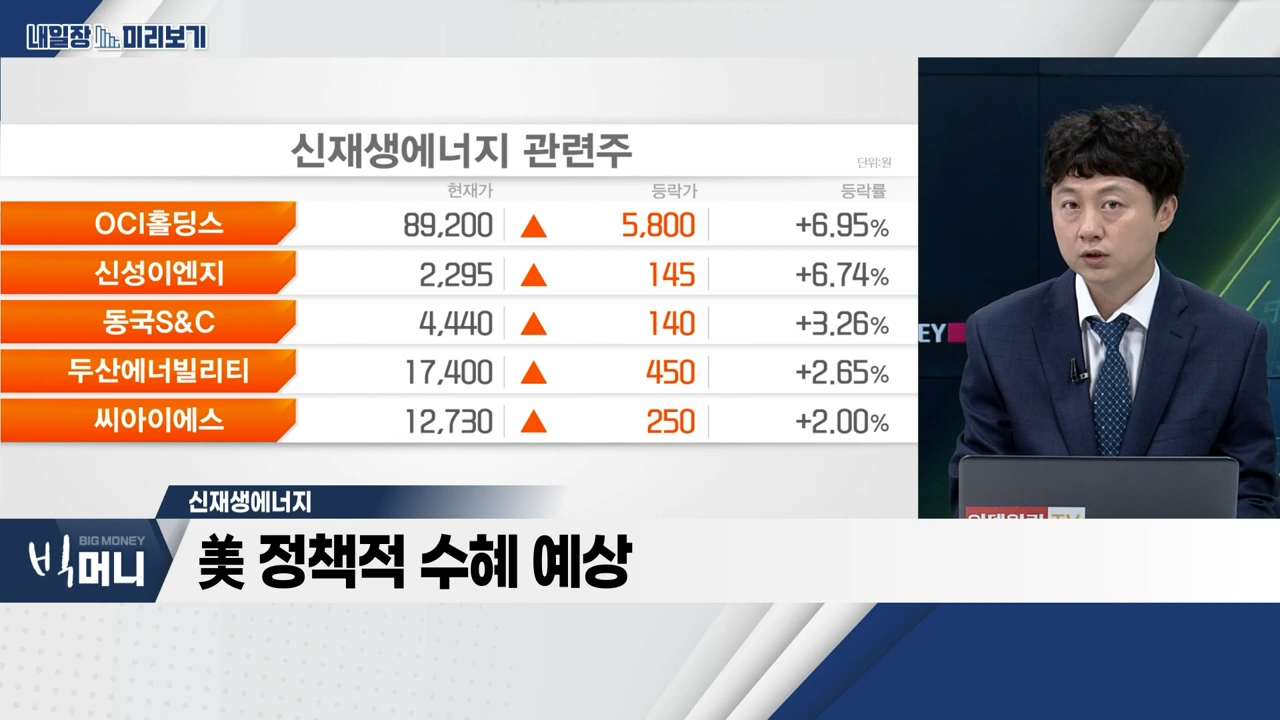 내일장 미리보기
신재생에너지 관련주
단위:원
현재가 등락가 등락률
OCI홀딩스 89,200 ▲ 5,800 +6.95%
신성이엔지 2,295 ▲ 145 +6.74%
동국S&C 4,440 ▲ 140 +3.26%
두산에너빌리티 17,400 ▲ 450 +2.65%
씨아이에스 12,730 ▲ 250 +2.00%
EY
신재생에너지
BIG MONEY
빅머니
美 정책적 수혜 예상